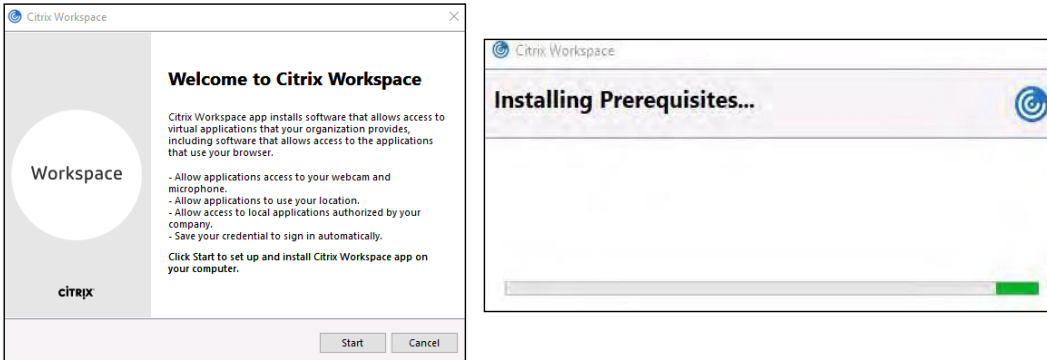 Citrix Workspace
Welcome to Citrix Workspace
Citrix Workspace app installs software that allows access to
virtual applications that your organization provides,
including software that allows access to the applications
that use your browser.
- Allow applications access to your webcam and
microphone.
- Allow applications to use your location.
- Allow access to local applications authorized by your
company.
- Save your credential to sign in automatically.
Click Start to set up and install Citrix Workspace app on
your computer.
Workspace
CITRIX
Start
Cancel
Citrix Workspace
Installing Prerequisites...